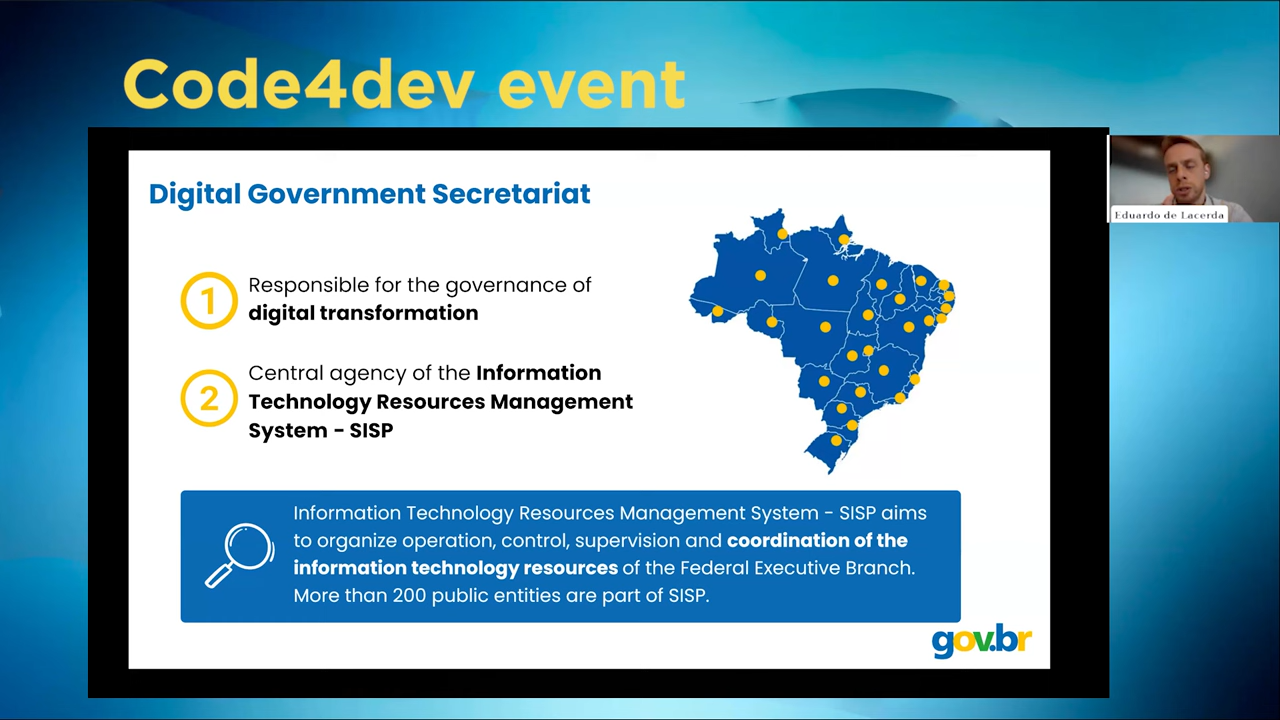 Code4dev event
Digital Government Secretariat
1
Responsible for the governance of
digital transformation
2
Central agency of the Information
Technology Resources Management
System - SISP
Information Technology Resources Management System - SISP aims
to organize operation, control, supervision and coordination of the
information technology resources of the Federal Executive Branch.
More than 200 public entities are part of SISP.
gov.br
Eduardo de Lacerda